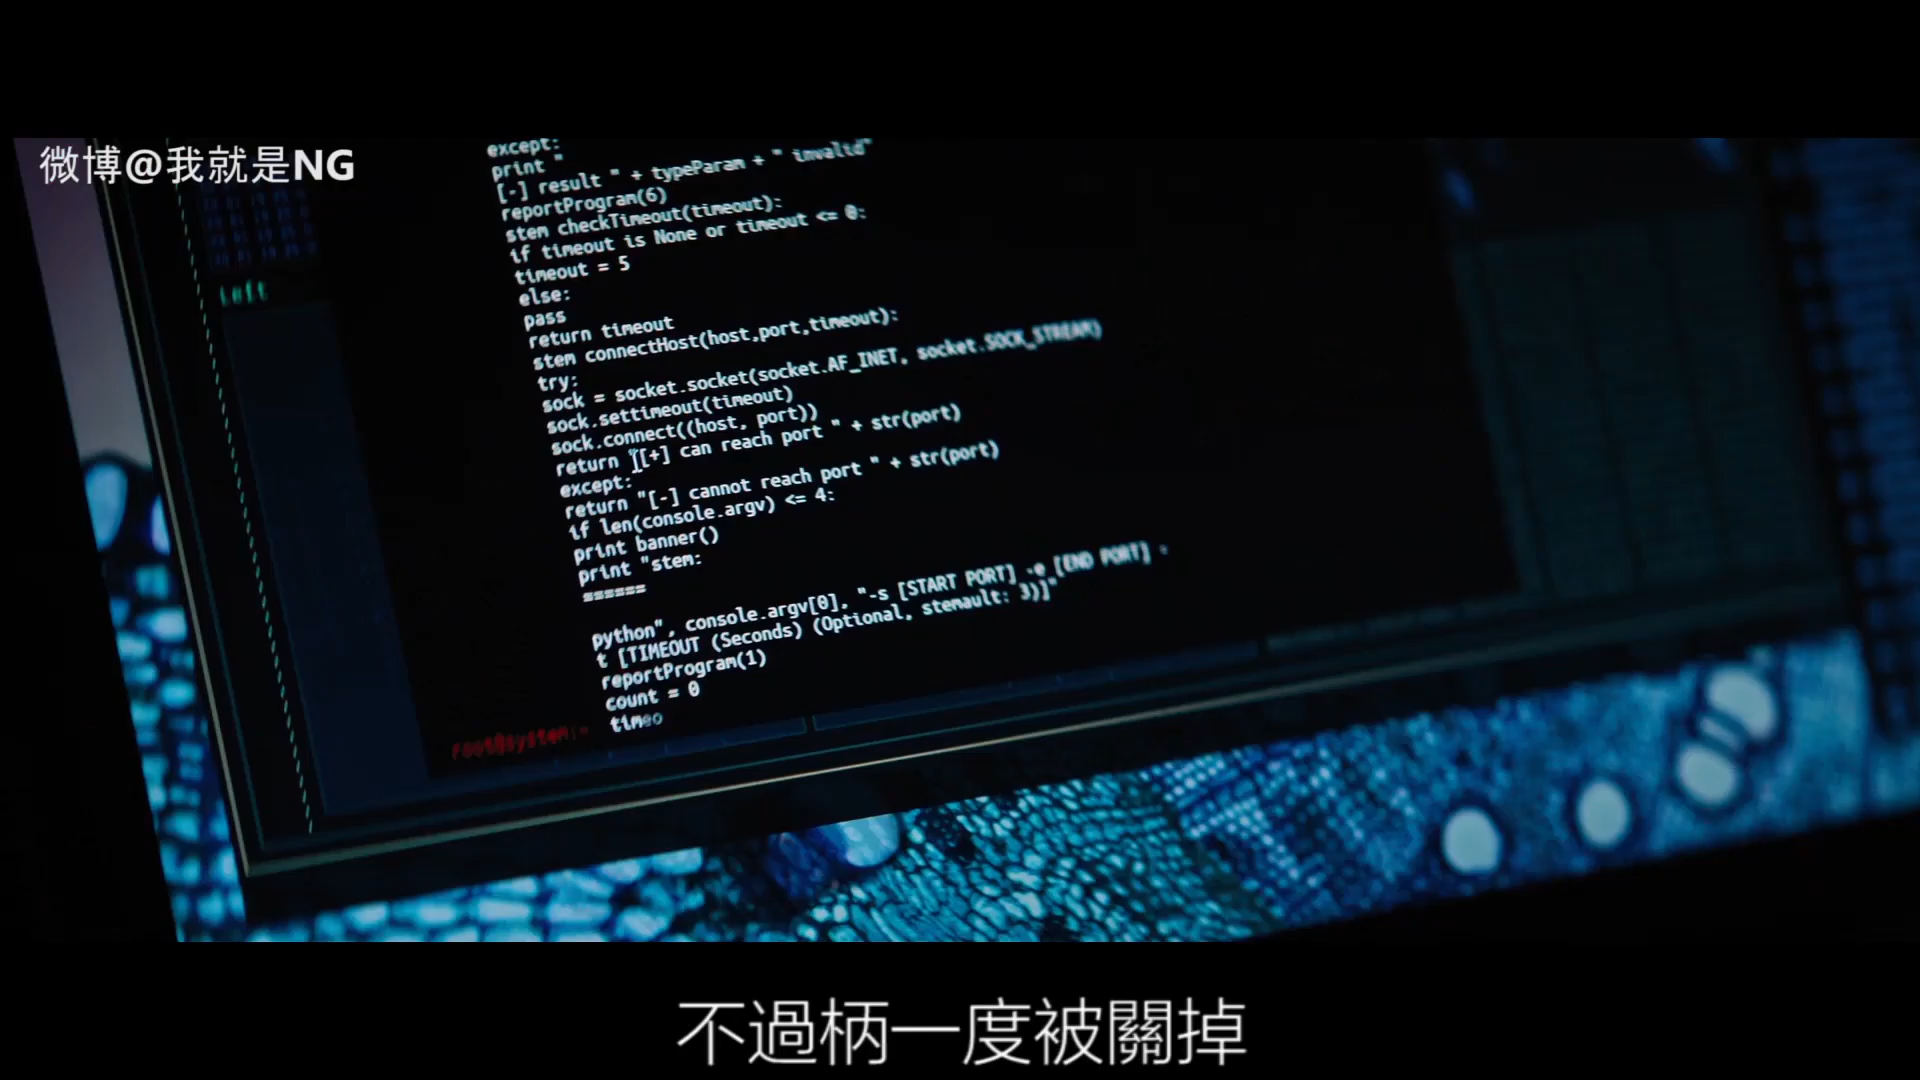 微博@我就是NG
except:
print "
[-] result " + typeParam + " invalid"
reportProgram(6)
stem checkTimeout(timeout):
if timeout is None or timeout <= 0:
timeout = 5
else:
pass
return timeout
stem connectHost(host,port,timeout):
try:
sock = socket.socket(socket.AF_INET, socket.SOCK_STREAM)
sock.settimeout(timeout)
sock.connect((host, port))
return "[+] can reach port " + str(port)
except:
return "[-] cannot reach port " + str(port)
if len(console.argv) <= 4:
print banner()
print "stem:
======
python", console.argv[0], "-s [START PORT] -e [END PORT] -
t [TIMEOUT (Seconds) (Optional, stemault: 3)]"
reportProgram(1)
count = 0
timeo
left
root@system:~
不過柄一度被關掉